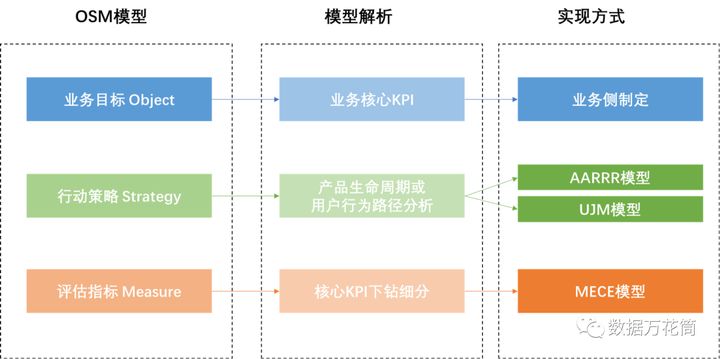 OSM模型
模型解析
实现方式
业务目标 Object
业务核心KPI
业务侧制定
行动策略 Strategy
产品生命周期或
用户行为路径分析
AARRR模型
UJM模型
评估指标 Measure
核心KPI下钻细分
MECE模型
数据万花筒